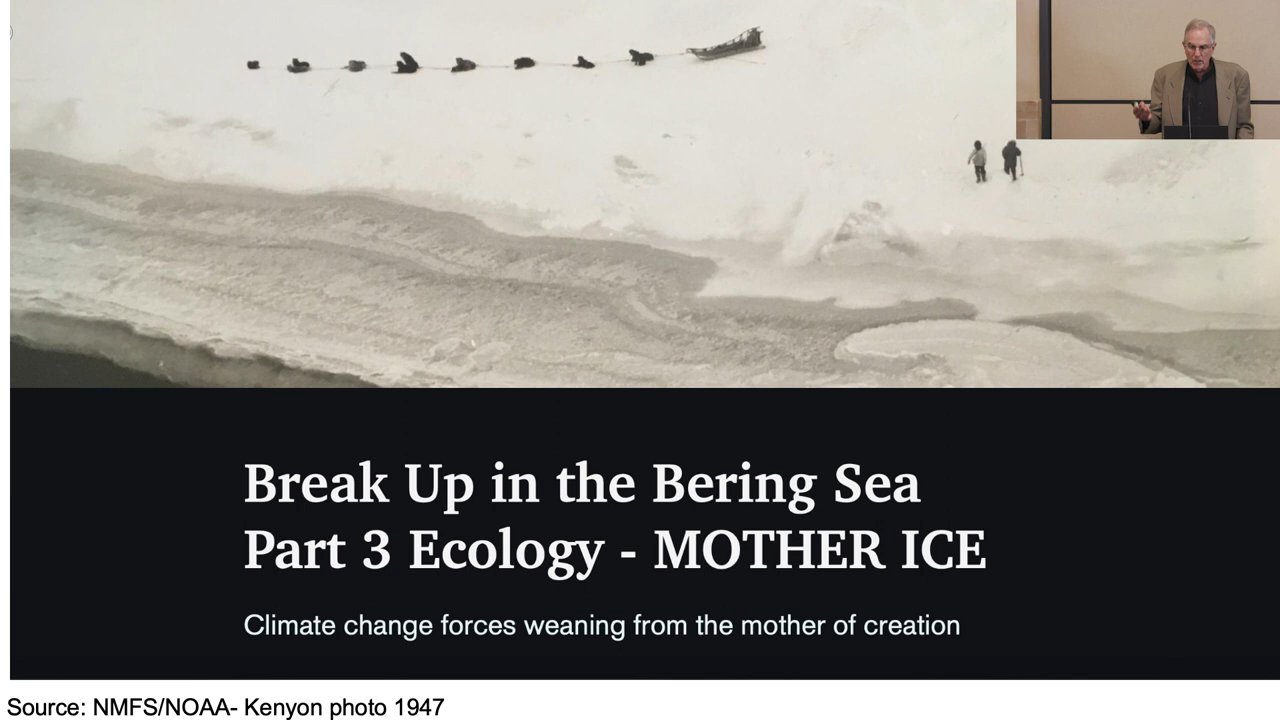 Break Up in the Bering Sea
Part 3 Ecology - MOTHER ICE
Climate change forces weaning from the mother of creation
Source: NMFS/NOAA- Kenyon photo 1947